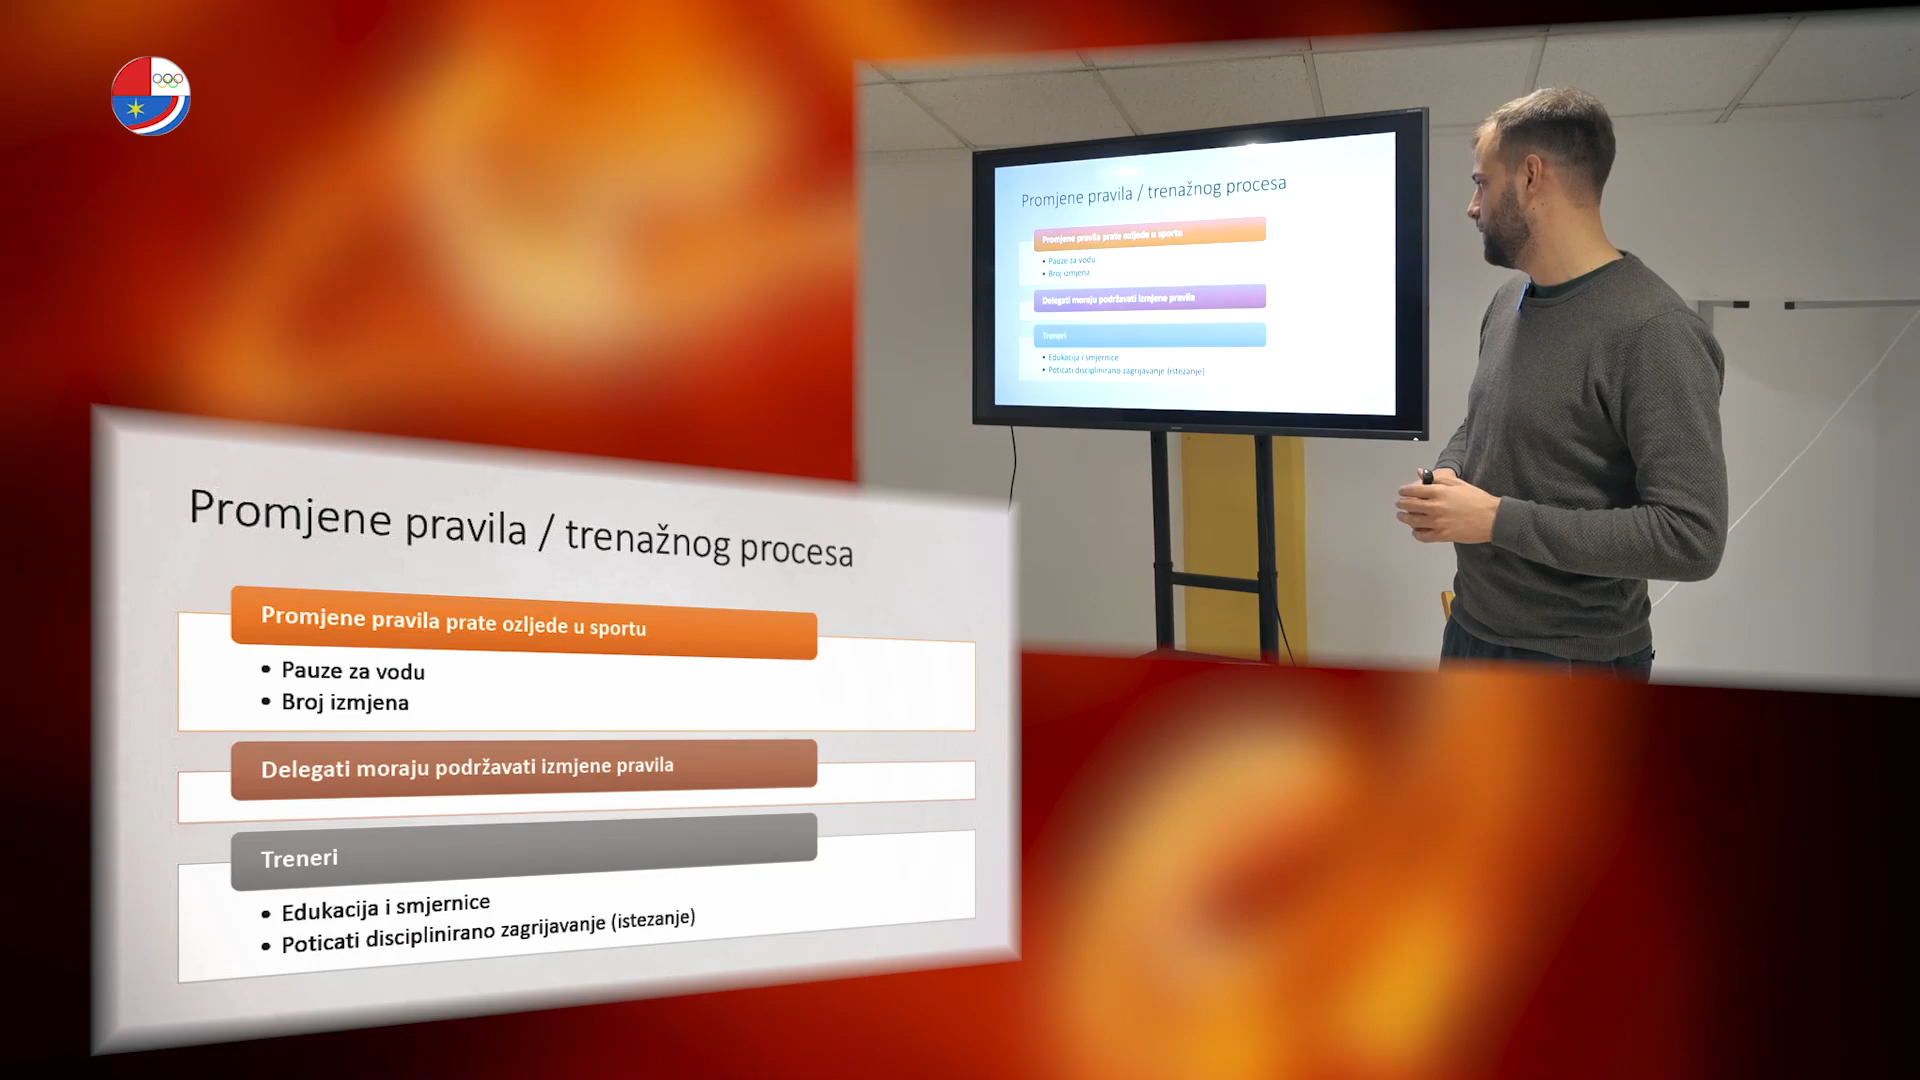 Promjene pravila / trenažnog procesa
Promjene pravila prate ozljede u sportu
• Pauze za vodu
• Broj izmjena
Delegati moraju podržavati izmjene pravila
Treneri
• Edukacija i smjernice
• Poticati disciplinirano zagrijavanje (istezanje)
Promjene pravila / trenažnog procesa
Promjene pravila prate ozljede u sportu
• Pauze za vodu
• Broj izmjena
Delegati moraju podržavati izmjene pravila
Treneri
• Edukacija i smjernice
• Poticati disciplinirano zagrijavanje (istezanje)